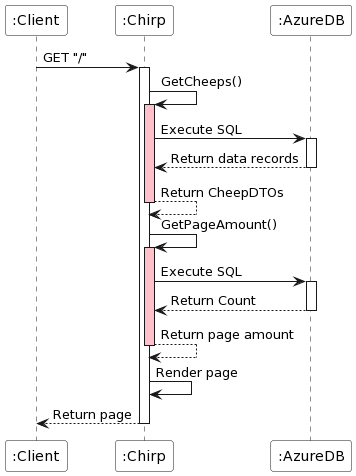 :Client :Chirp :AzureDB
GET "/"
GetCheeps()
Execute SQL
Return data records
Return CheepDTOs
GetPageAmount()
Execute SQL
Return Count
Return page amount
Render page
Return page
:Client :Chirp :AzureDB